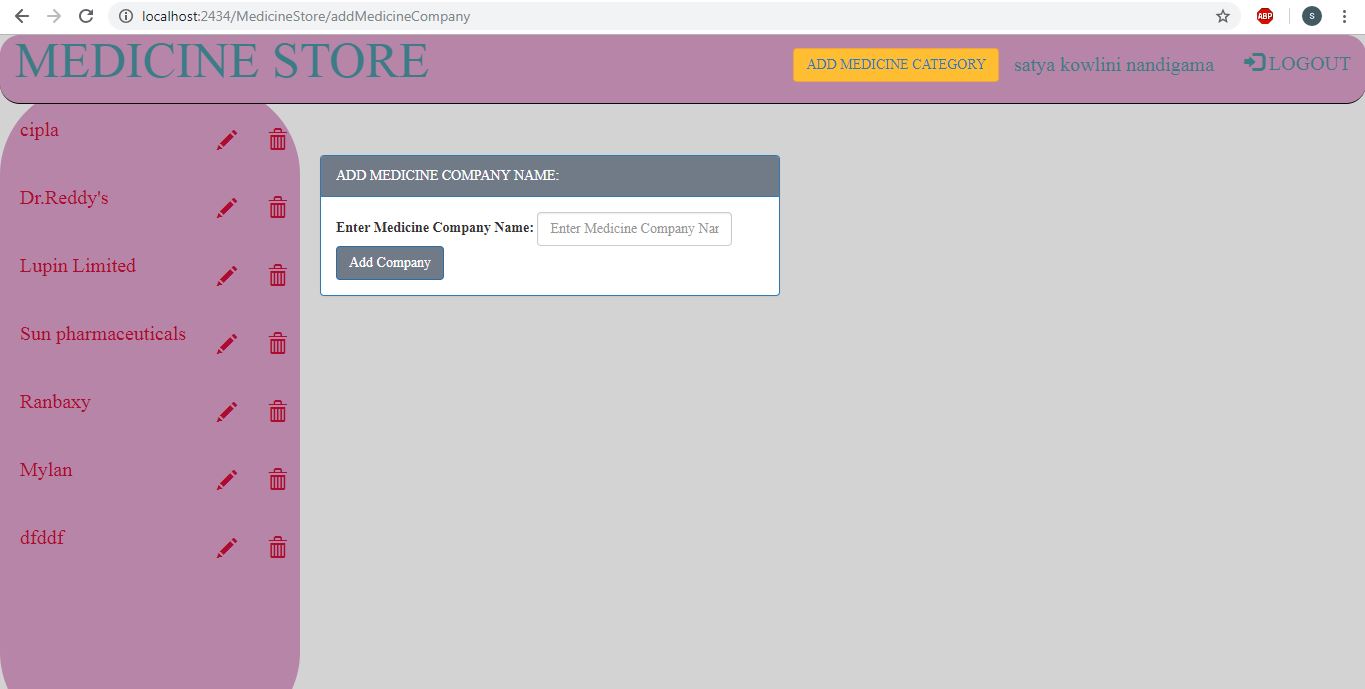 localhost:2434/MedicineStore/addMedicineCompany
ABP
S
MEDICINE STORE
ADD MEDICINE CATEGORY
satya kowlini nandigama
LOGOUT
cipla
Dr.Reddy's
Lupin Limited
Sun pharmaceuticals
Ranbaxy
Mylan
dfddf
ADD MEDICINE COMPANY NAME:
Enter Medicine Company Name: Enter Medicine Company Nar
Add Company